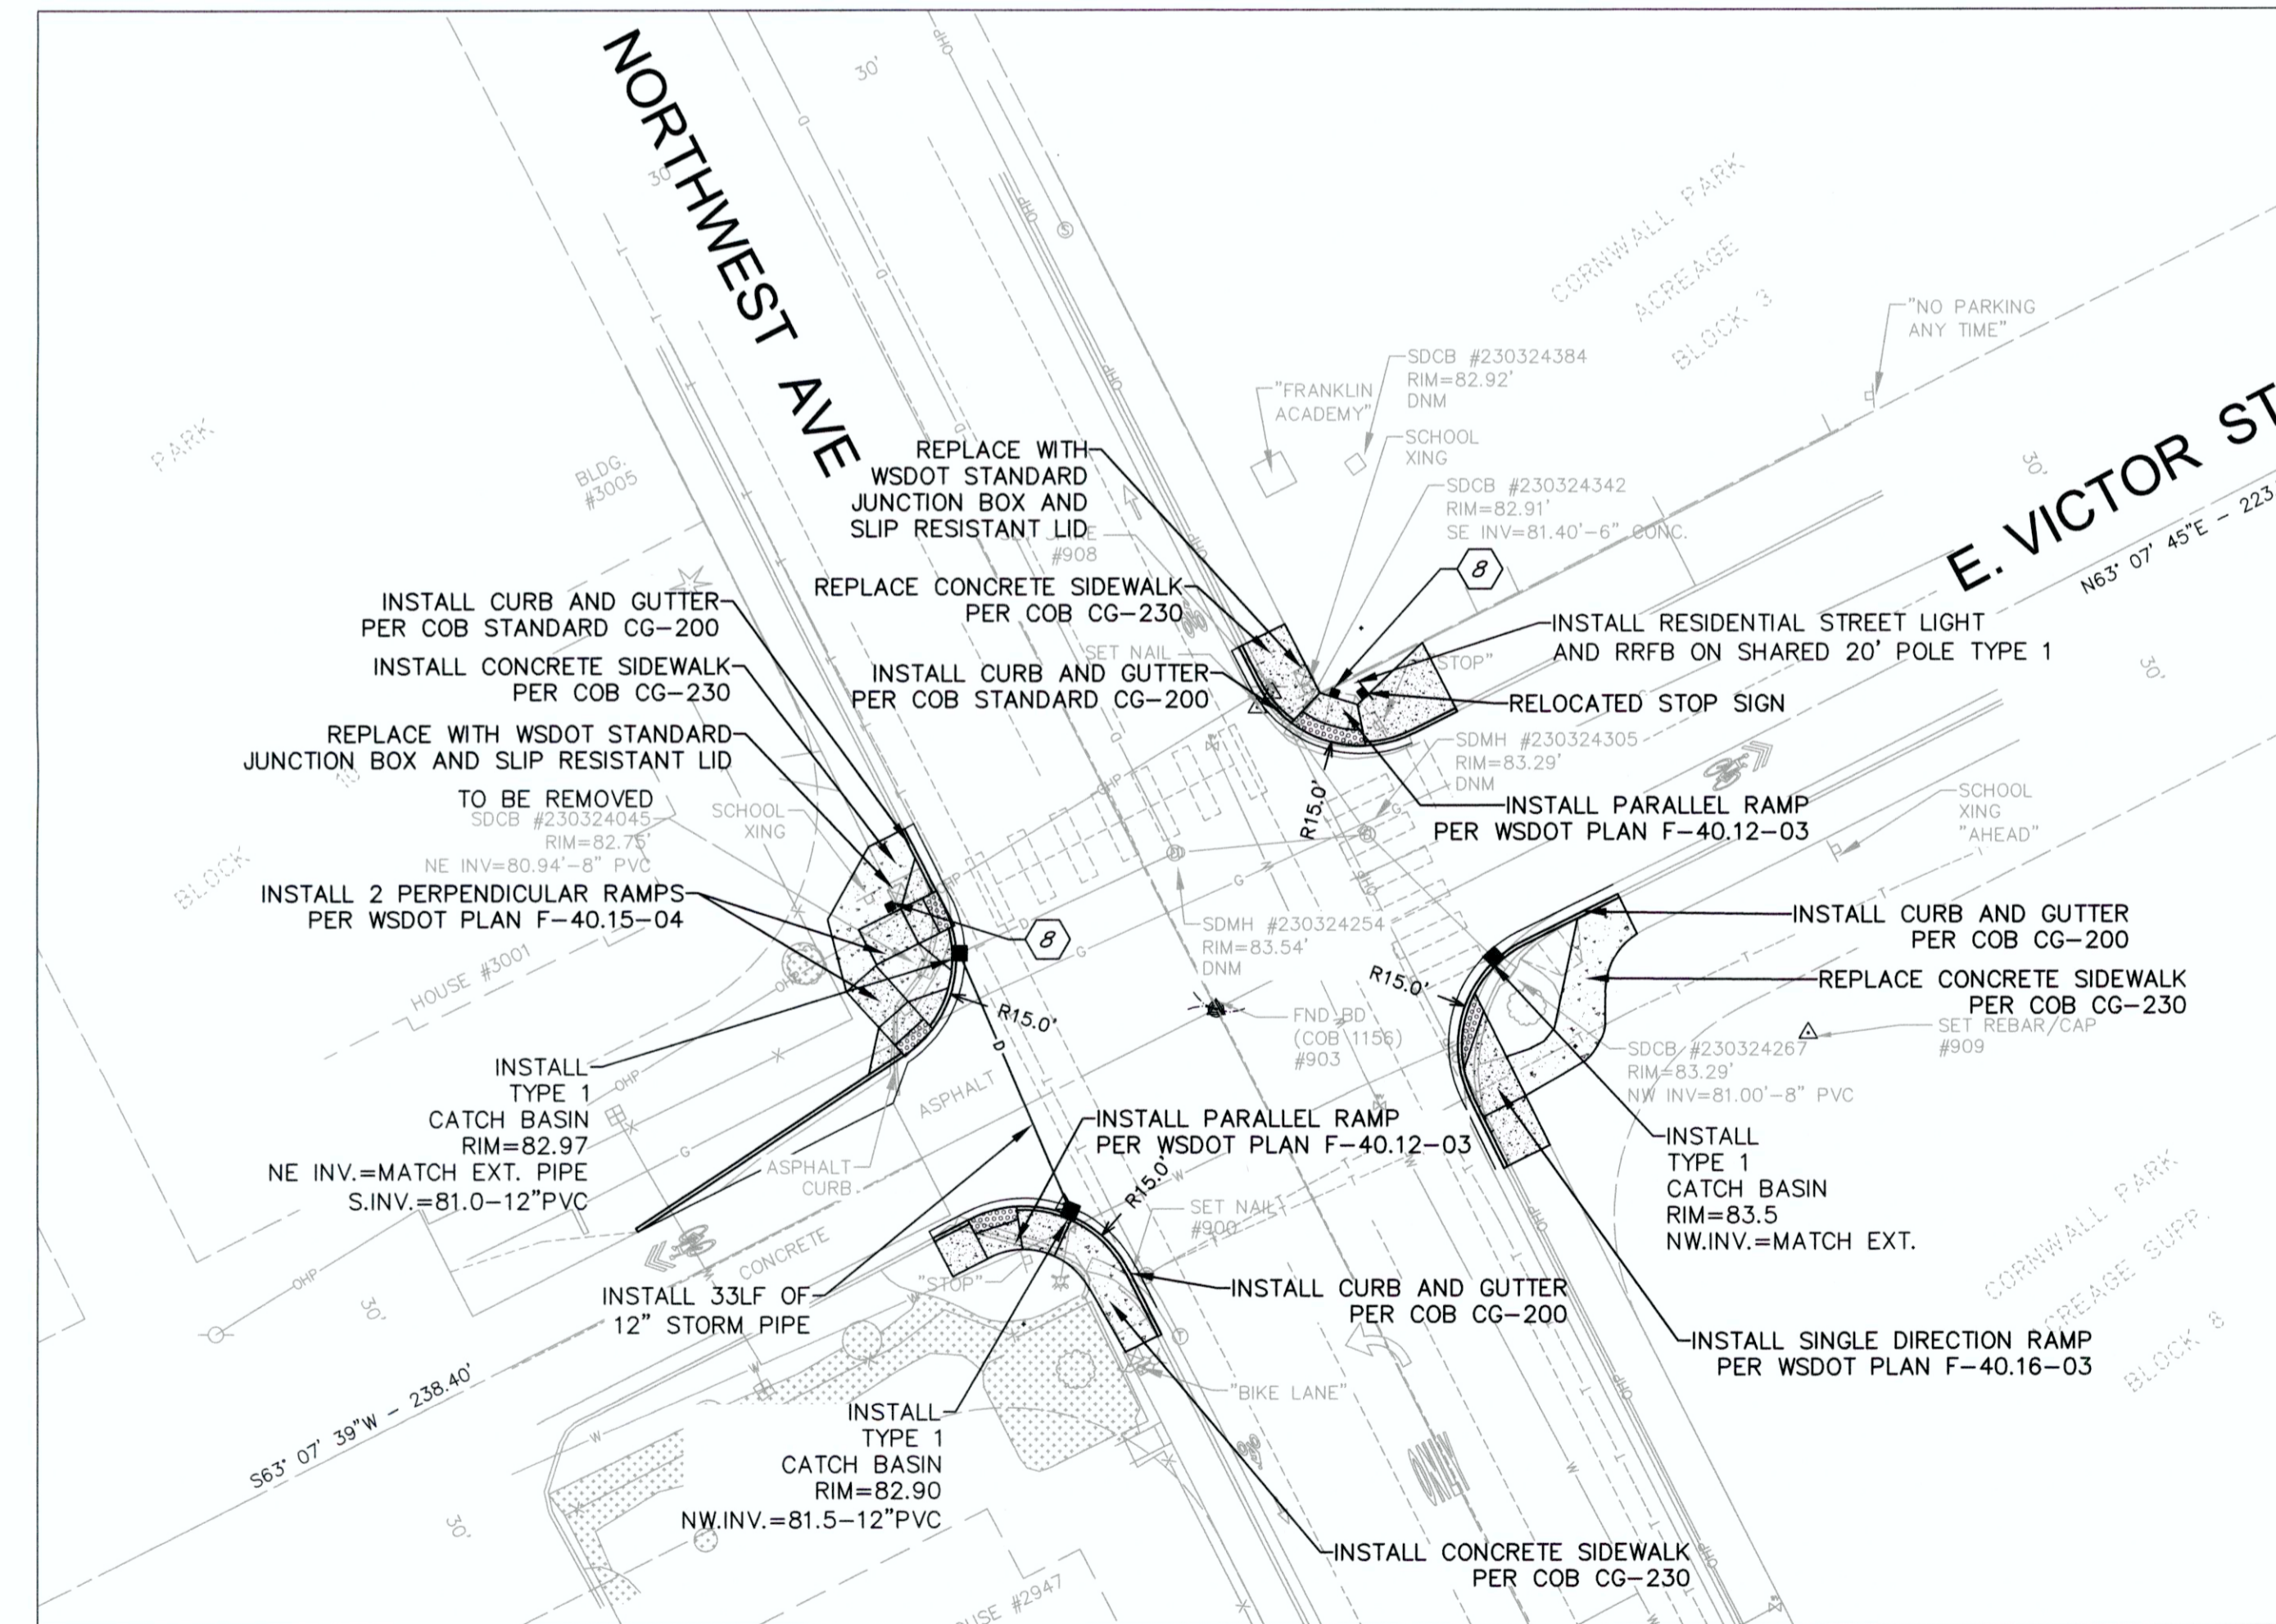 NORTHWEST AVE
30'
30'
PARK
BLDG.
#3005
CORNWALL PARK
ACREAGE
BLOCK 3
"NO PARKING
ANY TIME"
SDCB #230324384
RIM=82.92'
DNM
"FRANKLIN
ACADEMY"
SCHOOL
XING
REPLACE WITH
WSDOT STANDARD
JUNCTION BOX AND
SLIP RESISTANT LID
#908
SDCB #230324342
RIM=82.91'
SE INV=81.40'-6" CONC.
8
E. VICTOR ST
30'
N63° 07' 45"E - 223
30'
INSTALL CURB AND GUTTER
PER COB STANDARD CG-200
INSTALL CONCRETE SIDEWALK
PER COB CG-230
REPLACE WITH WSDOT STANDARD
JUNCTION BOX AND SLIP RESISTANT LID
REPLACE CONCRETE SIDEWALK
PER COB CG-230
SET NAIL
INSTALL CURB AND GUTTER
PER COB STANDARD CG-200
INSTALL RESIDENTIAL STREET LIGHT
AND RRFB ON SHARED 20' POLE TYPE 1
STOP"
RELOCATED STOP SIGN
SDMH #230324305
RIM=83.29'
DNM
R15.0'
INSTALL PARALLEL RAMP
PER WSDOT PLAN F-40.12-03
SCHOOL
XING
"AHEAD"
TO BE REMOVED
SDCB #230324045
RIM=82.75'
NE INV=80.94'-8" PVC
SCHOOL
XING
10
BLOCK
INSTALL 2 PERPENDICULAR RAMPS
PER WSDOT PLAN F-40.15-04
HOUSE #3001
8
SDMH #230324254
RIM=83.54'
DNM
R15.0'
FND BD
(COB 1156)
#903
R15.0'
INSTALL CURB AND GUTTER
PER COB CG-200
REPLACE CONCRETE SIDEWALK
PER COB CG-230
SET REBAR/CAP
#909
SDCB #230324267
RIM=83.29'
NW INV=81.00'-8" PVC
INSTALL
TYPE 1
CATCH BASIN
RIM=82.97
NE INV.=MATCH EXT. PIPE
S.INV.=81.0-12"PVC
ASPHALT
ASPHALT
CURB
INSTALL PARALLEL RAMP
PER WSDOT PLAN F-40.12-03
R15.0'
SET NAIL
#900
INSTALL
TYPE 1
CATCH BASIN
RIM=83.5
NW.INV.=MATCH EXT.
CONCRETE
"STOP"
INSTALL 33LF OF
12" STORM PIPE
INSTALL CURB AND GUTTER
PER COB CG-200
INSTALL SINGLE DIRECTION RAMP
PER WSDOT PLAN F-40.16-03
CORNWALL PARK
ACREAGE SUPP.
BLOCK 8
30'
S63° 07' 39"W - 238.40'
30'
"BIKE LANE"
INSTALL
TYPE 1
CATCH BASIN
RIM=82.90
NW.INV.=81.5-12"PVC
ONLY
INSTALL CONCRETE SIDEWALK
PER COB CG-230
#2947